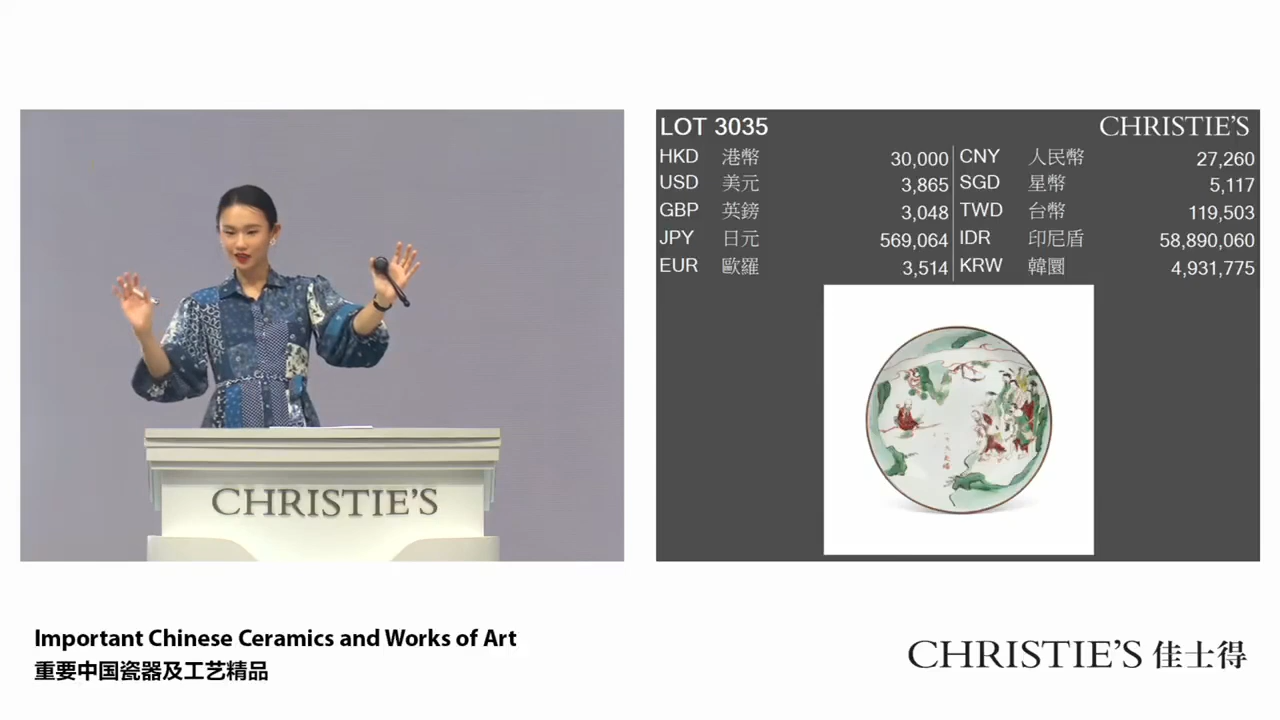 LOT 3035
CHRISTIE'S
HKD 港幣 30,000 CNY 人民幣 27,260
USD 美元 3,865 SGD 星幣 5,117
GBP 英鎊 3,048 TWD 台幣 119,503
JPY 日元 569,064 IDR 印尼盾 58,890,060
EUR 歐羅 3,514 KRW 韓圜 4,931,775
CHRISTIE'S
Important Chinese Ceramics and Works of Art
重要中国瓷器及工艺精品
CHRISTIE'S 佳士得